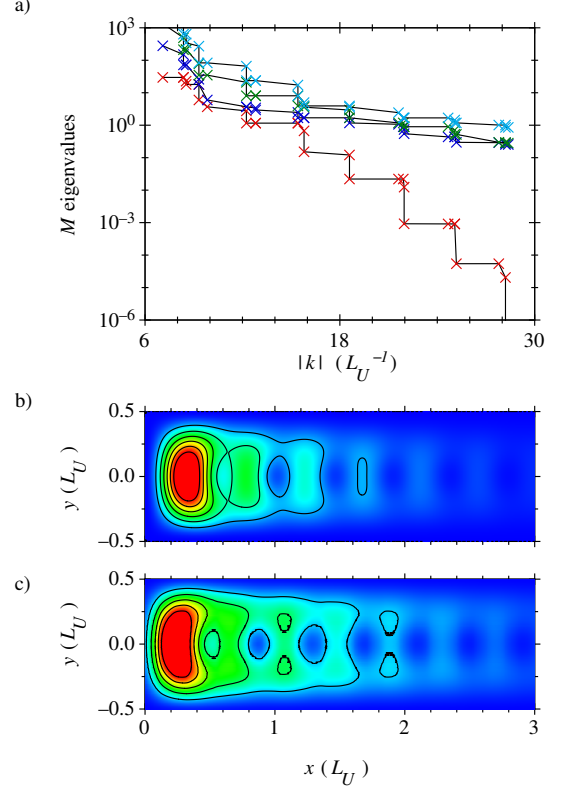 a)
10^3
10^0
10^−3
10^−6
M eigenvalues
6
18
30
|k| (L_U^-1)
b)
0.5
0.0
−0.5
y (L_U)
c)
0.5
0.0
−0.5
y (L_U)
0
1
2
3
x (L_U)